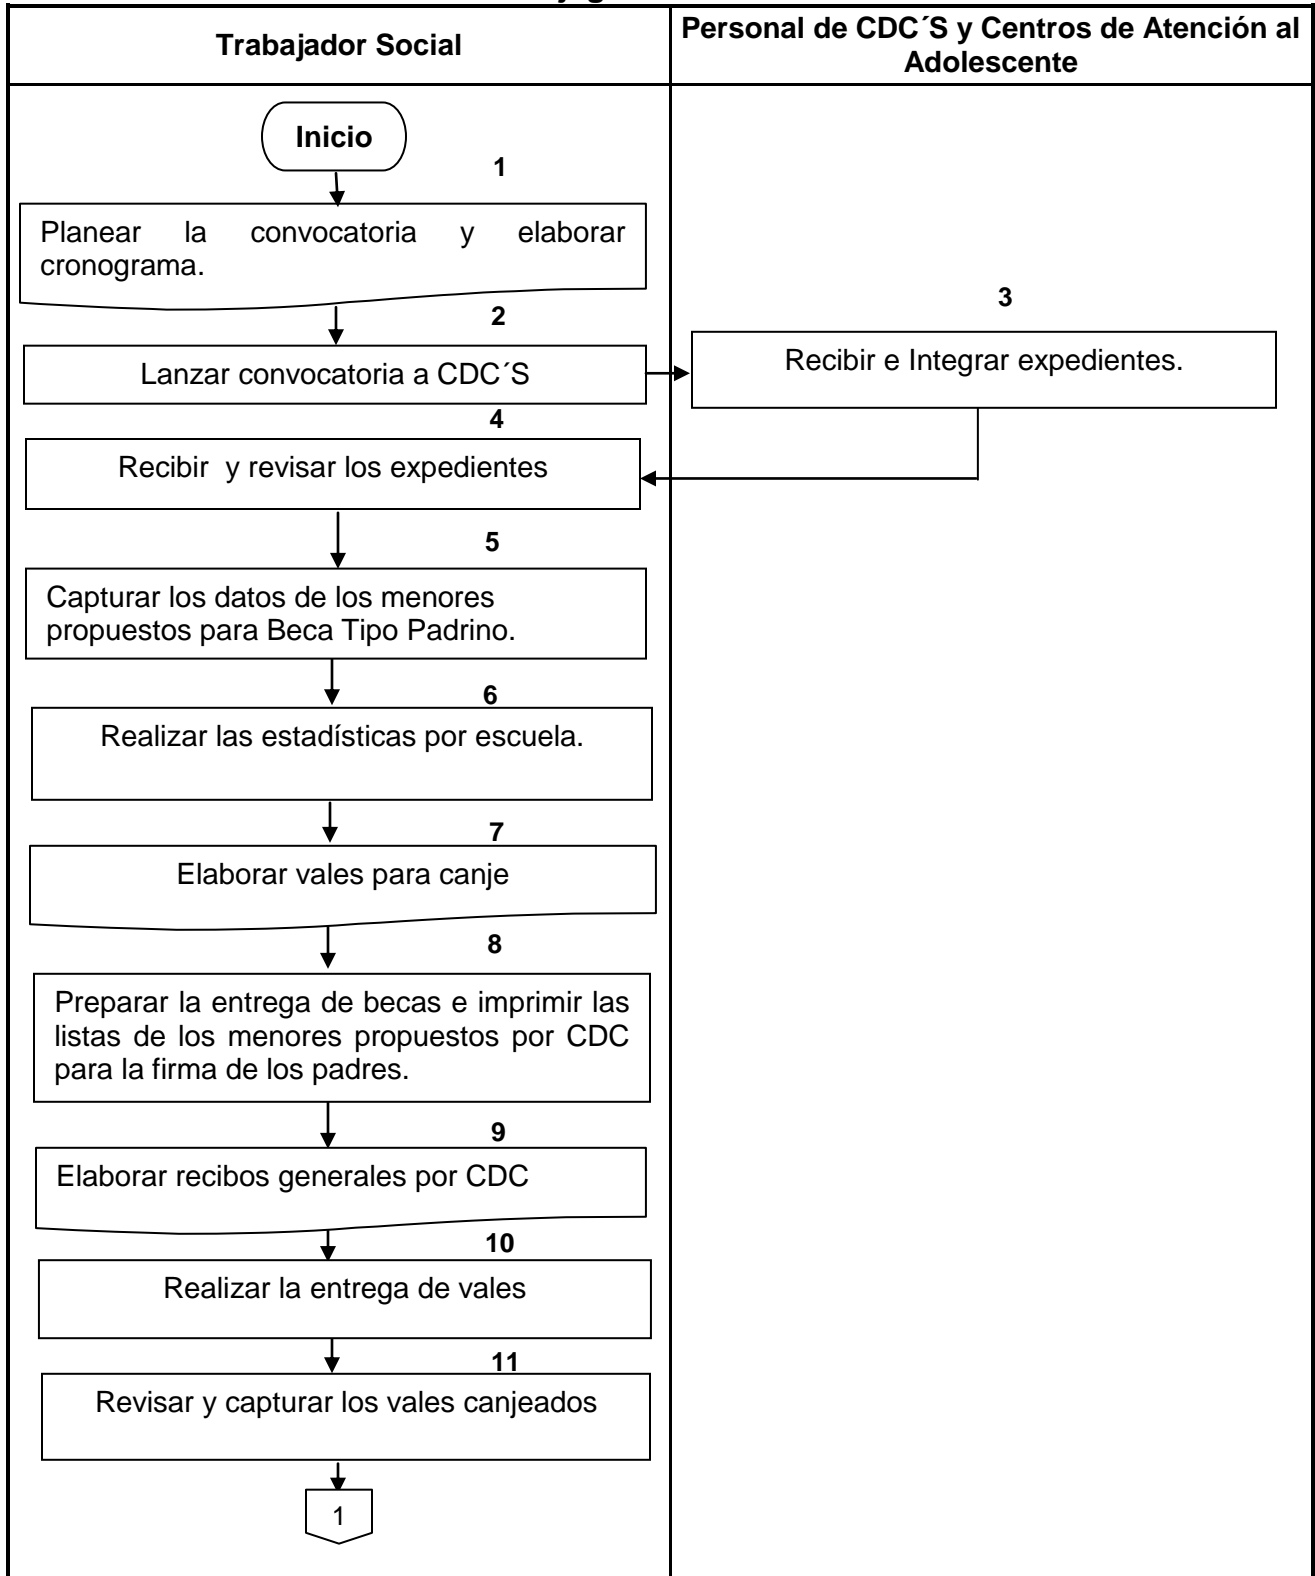 Trabajador Social
Personal de CDC´S y Centros de Atención al
Adolescente
Inicio
1
Planear la convocatoria y elaborar
cronograma.
2
Lanzar convocatoria a CDC´S
3
Recibir e Integrar expedientes.
4
Recibir y revisar los expedientes
5
Capturar los datos de los menores
propuestos para Beca Tipo Padrino.
6
Realizar las estadísticas por escuela.
7
Elaborar vales para canje
8
Preparar la entrega de becas e imprimir las
listas de los menores propuestos por CDC
para la firma de los padres.
9
Elaborar recibos generales por CDC
10
Realizar la entrega de vales
11
Revisar y capturar los vales canjeados
1